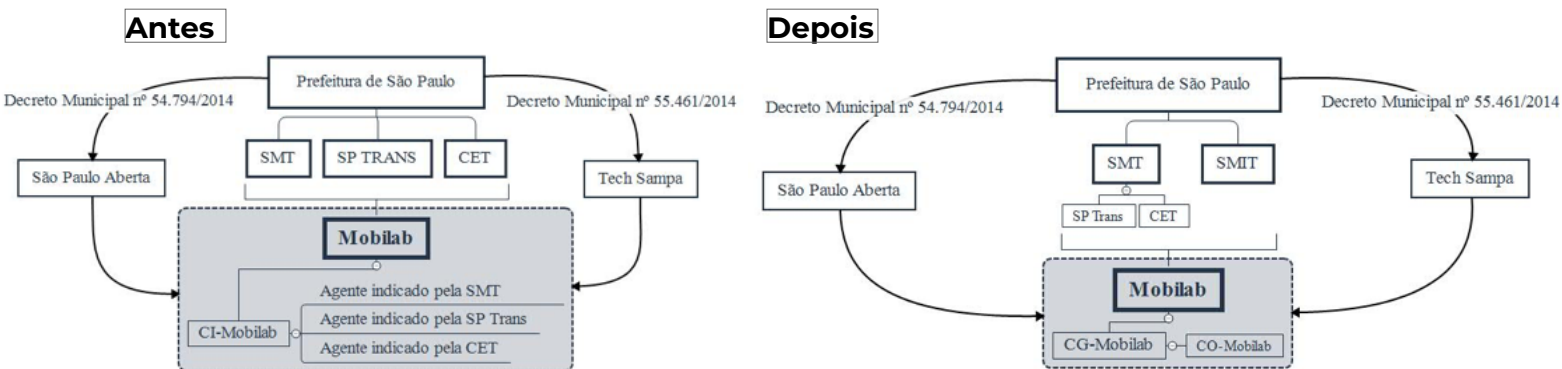 Antes
Prefeitura de São Paulo
Decreto Municipal nº 54.794/2014
Decreto Municipal nº 55.461/2014
SMT
SP TRANS
CET
São Paulo Aberta
Tech Sampa
Mobilab
Agente indicado pela SMT
CI-Mobilab
Agente indicado pela SP Trans
Agente indicado pela CET
Depois
Prefeitura de São Paulo
Decreto Municipal nº 54.794/2014
Decreto Municipal nº 55.461/2014
SMT
SMIT
São Paulo Aberta
Tech Sampa
SP Trans
CET
Mobilab
CG-Mobilab
CO-Mobilab